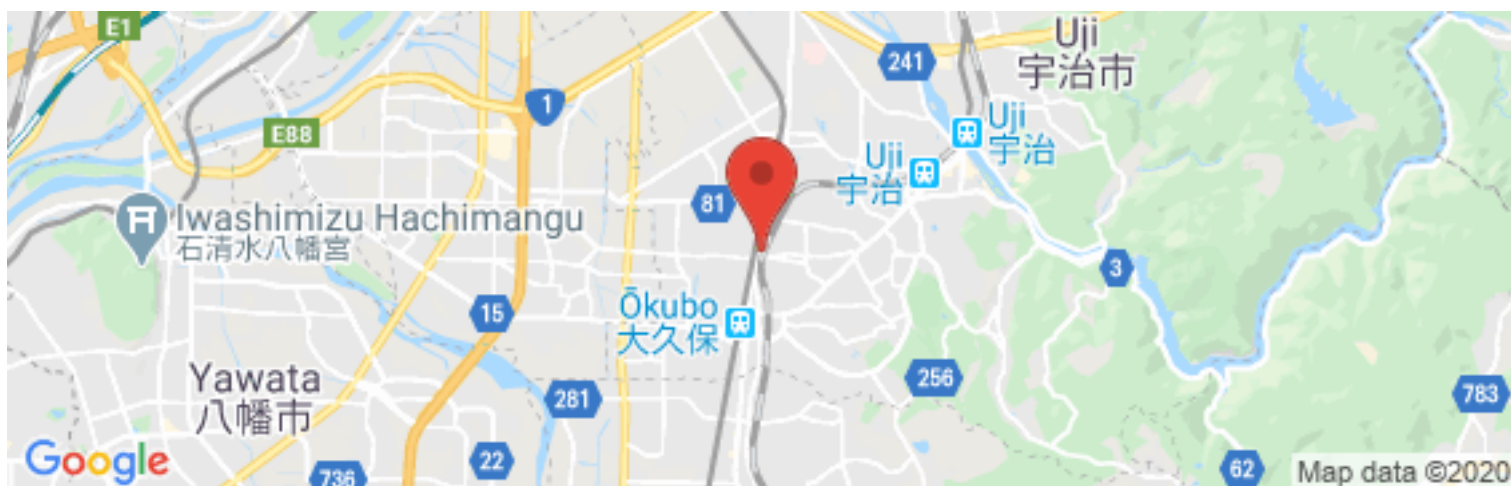 E1
Uji
宇治市
241
1
E88
Uji
宇治
Uji
宇治
81
Iwashimizu Hachimangu
石清水八幡宮
3
Ōkubo
大久保
15
Yawata
八幡市
256
281
783
Google
22
736
62
Map data ©2020